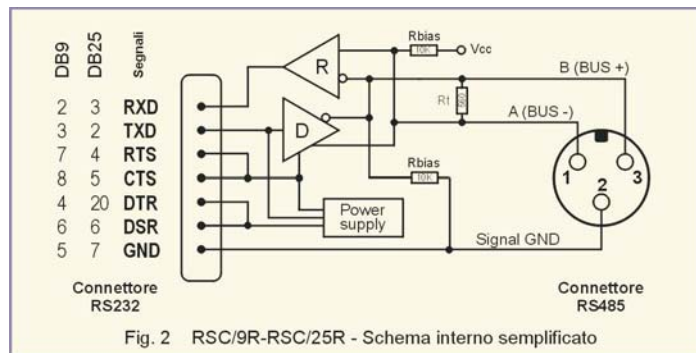 DB9 DB25 Segnali
2 3 RXD
3 2 TXD
7 4 RTS
8 5 CTS
4 20 DTR
6 6 DSR
5 7 GND
Connettore
RS232
R
D
Rbias
10K
Vcc
Rt
B (BUS +)
A (BUS -)
Rbias
10K
Power
supply
Signal GND
1
2
3
Connettore
RS485
Fig. 2 RSC/9R-RSC/25R - Schema interno semplificato